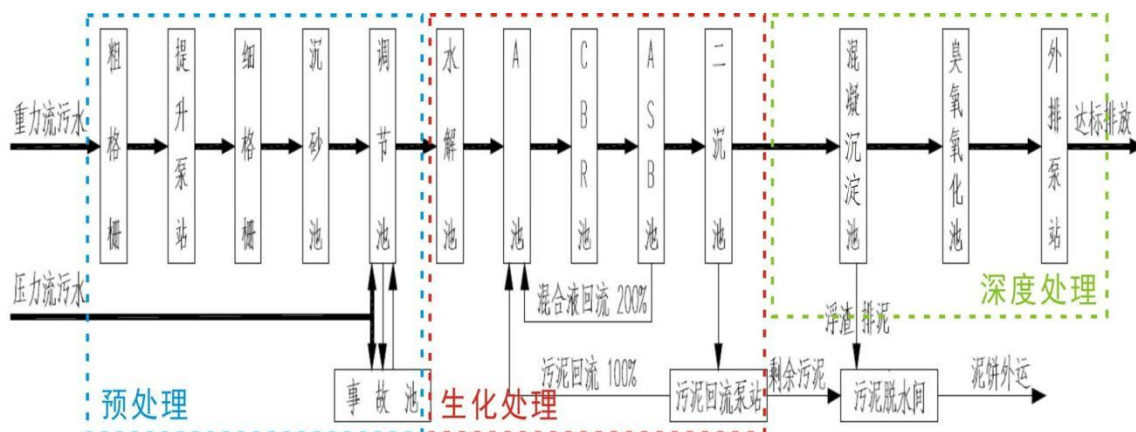 重力流污水
粗格栅
提升泵站
细格栅
沉砂池
调节池
水解池
A池
CBR池
ASB池
二沉池
混凝沉淀池
臭氧氧化池
外排泵站
达标排放
压力流污水
混合液回流 200%
浮渣 排泥
深度处理
预处理
事故池
生化处理
污泥回流 100%
污泥回流泵站
剩余污泥
污泥脱水间
泥饼外运